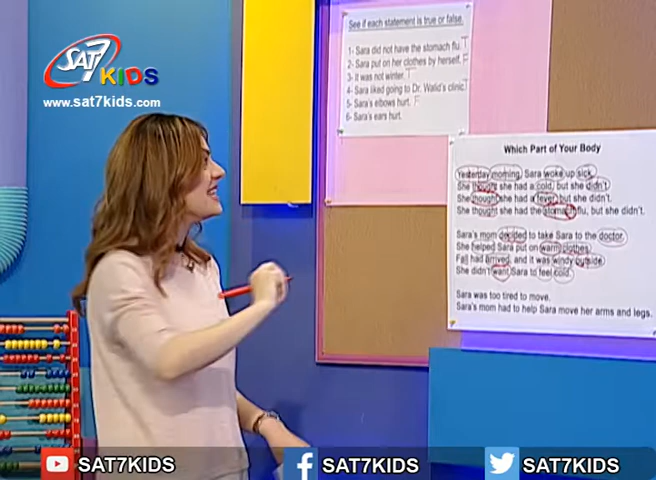 SAT7
KIDS
www.sat7kids.com
See if each statement is true or false.
1- Sara did not have the stomach flu. T
2- Sara put on her clothes by herself. F
3- It was not winter. T
4- Sara liked going to Dr. Walid's clinic.
5- Sara's elbows hurt. F
6- Sara's ears hurt.
Which Part of Your Body
Yesterday morning, Sara woke up sick.
She thought she had a cold, but she didn't.
She thought she had a fever, but she didn't.
She thought she had the stomach flu, but she didn't.
Sara's mom decided to take Sara to the doctor.
She helped Sara put on warm clothes.
Fall had arrived, and it was windy outside.
She didn't want Sara to feel cold.
Sara was too tired to move.
Sara's mom had to help Sara move her arms and legs.
SAT7KIDS
SAT7KIDS
SAT7KIDS